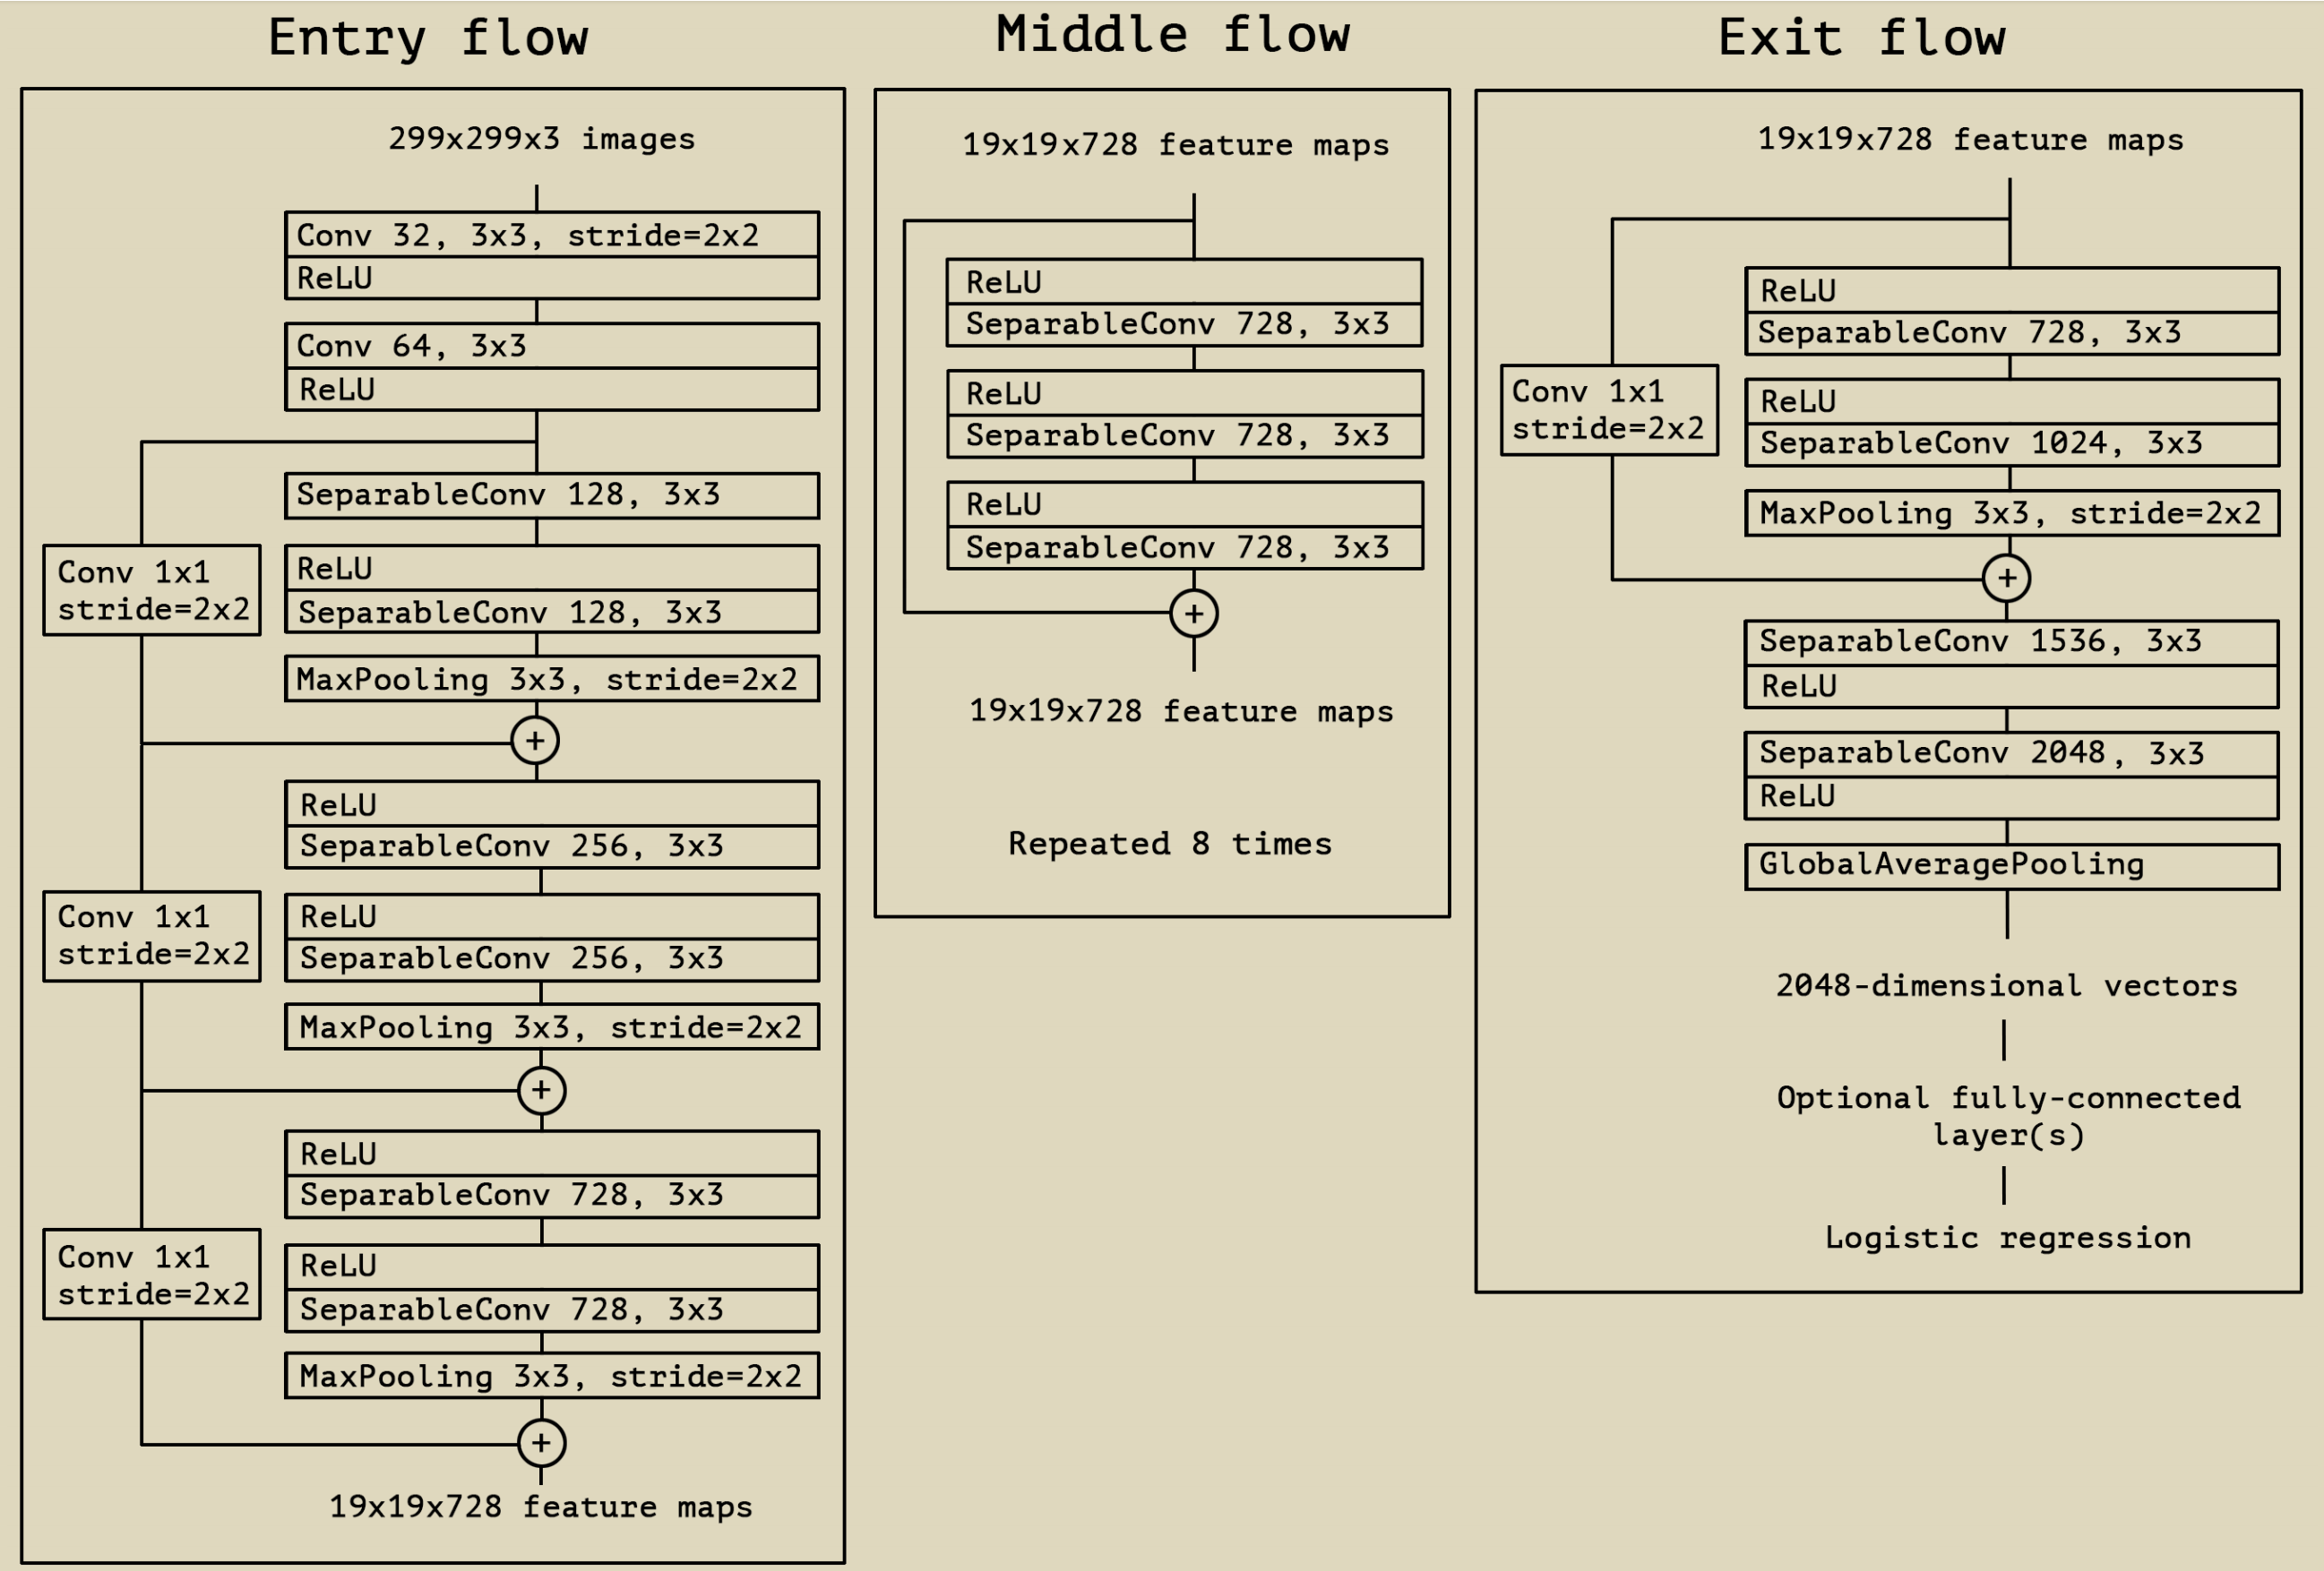 Entry flow
299x299x3 images
Conv 32, 3x3, stride=2x2
ReLU
Conv 64, 3x3
ReLU
SeparableConv 128, 3x3
Conv 1x1
stride=2x2
ReLU
SeparableConv 128, 3x3
MaxPooling 3x3, stride=2x2
+
ReLU
SeparableConv 256, 3x3
Conv 1x1
stride=2x2
ReLU
SeparableConv 256, 3x3
MaxPooling 3x3, stride=2x2
+
ReLU
SeparableConv 728, 3x3
Conv 1x1
stride=2x2
ReLU
SeparableConv 728, 3x3
MaxPooling 3x3, stride=2x2
+
19x19x728 feature maps
Middle flow
19x19x728 feature maps
ReLU
SeparableConv 728, 3x3
ReLU
SeparableConv 728, 3x3
ReLU
SeparableConv 728, 3x3
+
19x19x728 feature maps
Repeated 8 times
Exit flow
19x19x728 feature maps
ReLU
SeparableConv 728, 3x3
Conv 1x1
stride=2x2
ReLU
SeparableConv 1024, 3x3
MaxPooling 3x3, stride=2x2
+
SeparableConv 1536, 3x3
ReLU
SeparableConv 2048, 3x3
ReLU
GlobalAveragePooling
2048-dimensional vectors
Optional fully-connected
layer(s)
Logistic regression